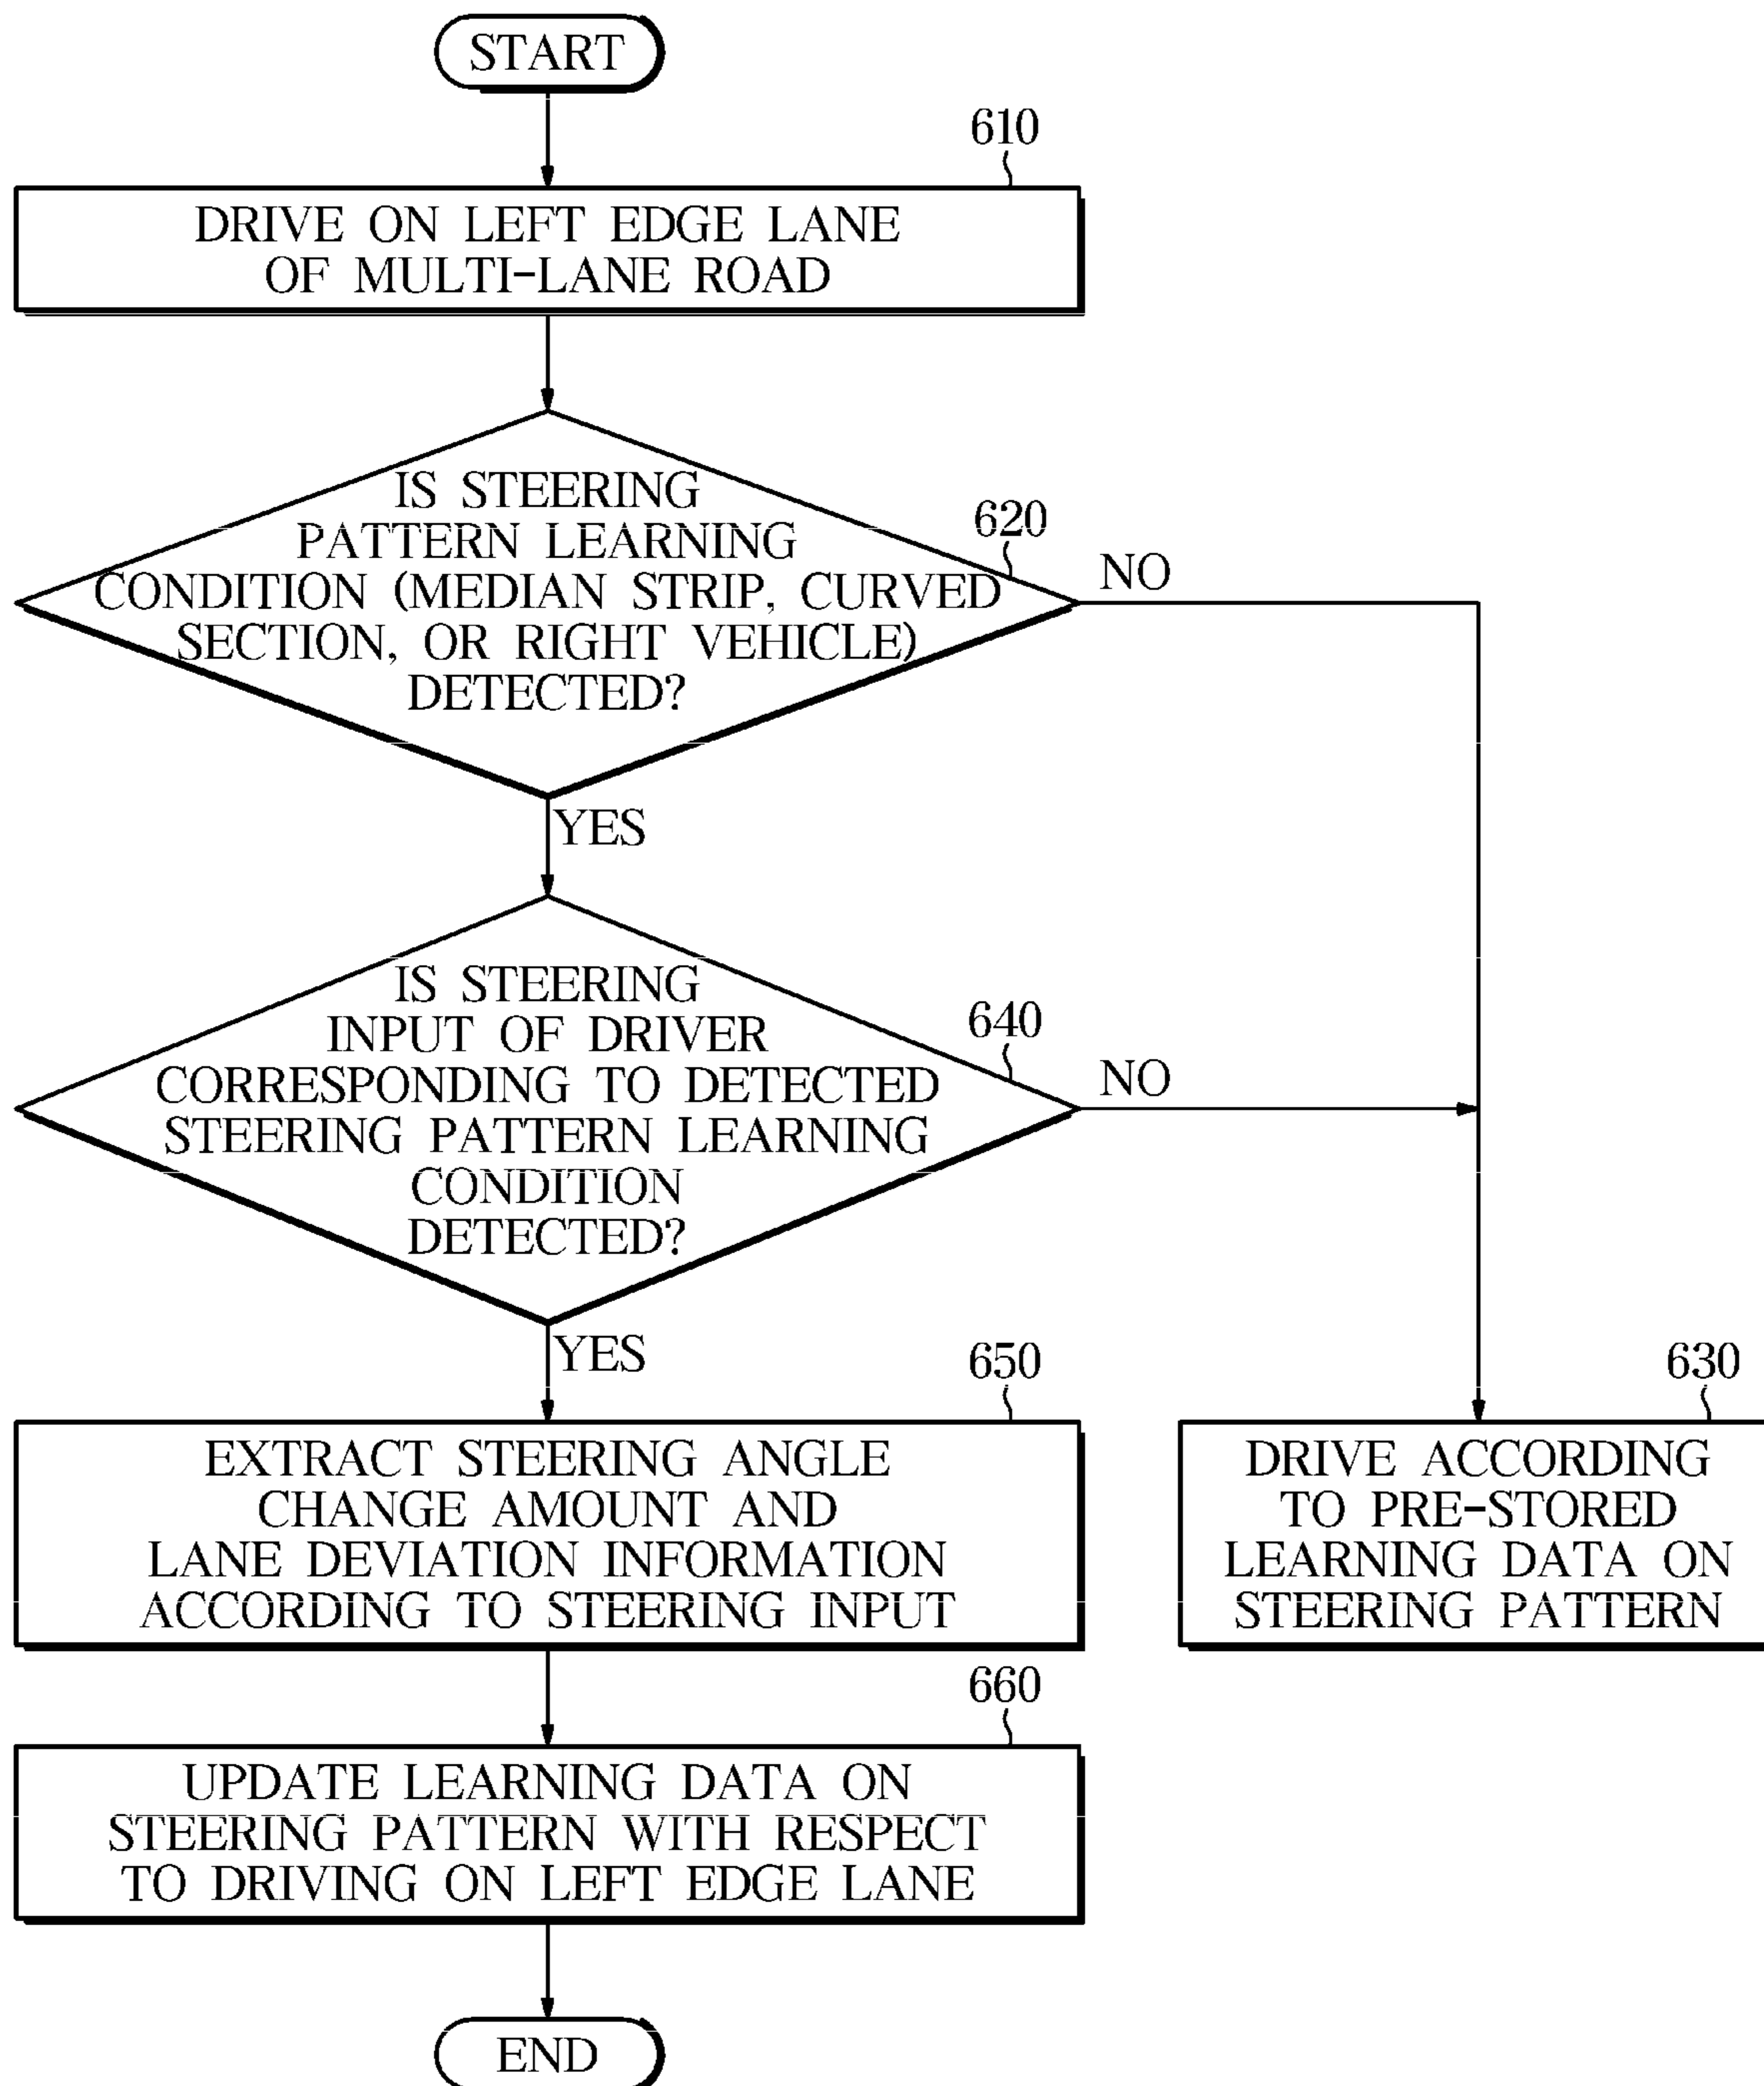 START
610
DRIVE ON LEFT EDGE LANE
OF MULTI-LANE ROAD
620
IS STEERING
PATTERN LEARNING
CONDITION (MEDIAN STRIP, CURVED
SECTION, OR RIGHT VEHICLE)
DETECTED?
NO
YES
640
IS STEERING
INPUT OF DRIVER
CORRESPONDING TO DETECTED
STEERING PATTERN LEARNING
CONDITION
DETECTED?
NO
YES
650
EXTRACT STEERING ANGLE
CHANGE AMOUNT AND
LANE DEVIATION INFORMATION
ACCORDING TO STEERING INPUT
630
DRIVE ACCORDING
TO PRE-STORED
LEARNING DATA ON
STEERING PATTERN
660
UPDATE LEARNING DATA ON
STEERING PATTERN WITH RESPECT
TO DRIVING ON LEFT EDGE LANE
END